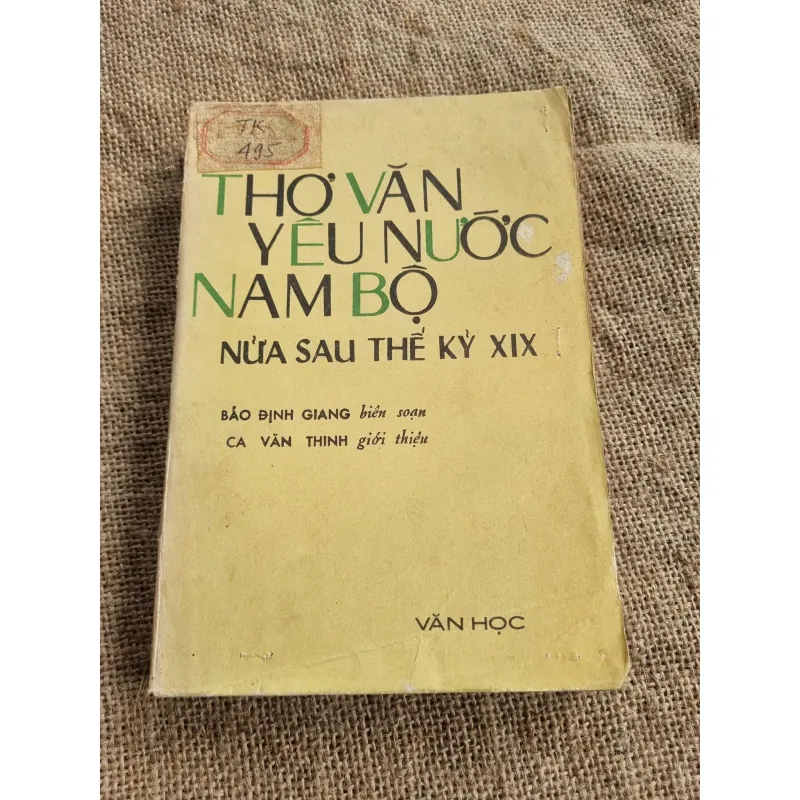 TK
495
THƠ VĂN
YÊU NƯỚC
NAM BỘ
NỬA SAU THẾ KỶ XIX
BẢO ĐỊNH GIANG biên soạn
CA VĂN THINH giới thiệu
VĂN HỌC